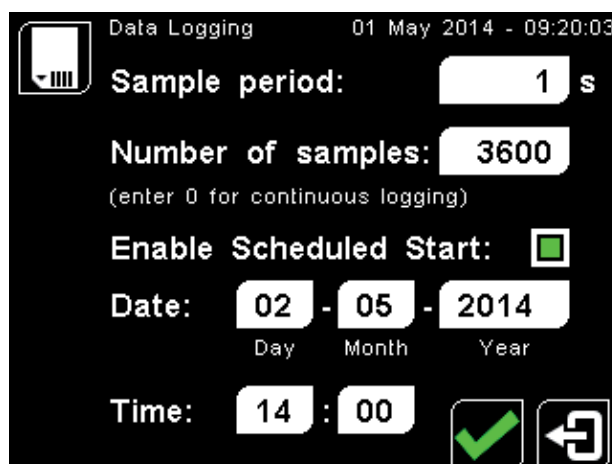 Data Logging 01 May 2014 - 09:20:03
Sample period: 1 s
Number of samples: 3600
(enter 0 for continuous logging)
Enable Scheduled Start:
Date: 02 - 05 - 2014
Day Month Year
Time: 14 : 00